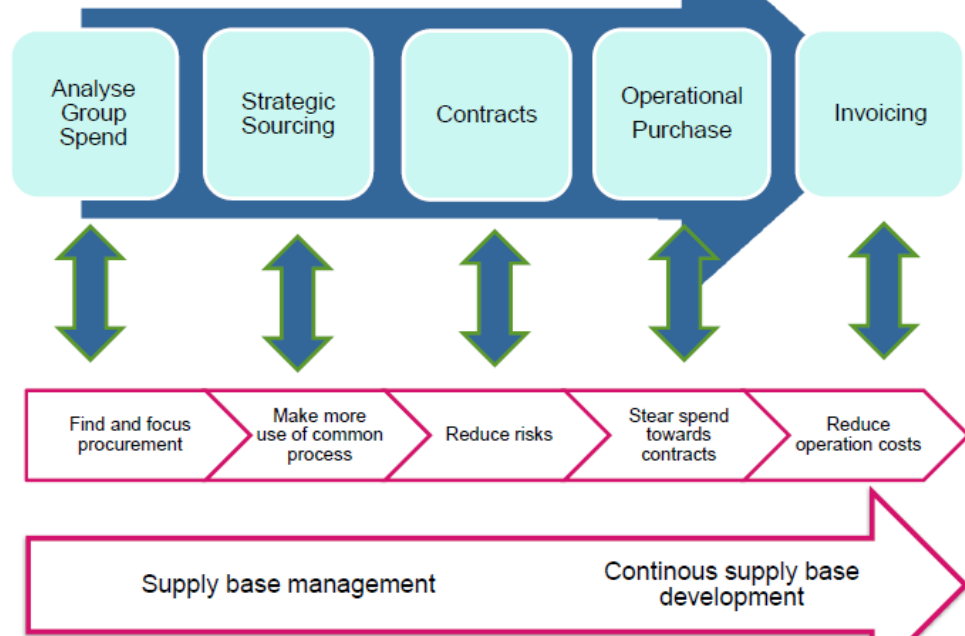 Analyse
Group
Spend
Strategic
Sourcing
Contracts
Operational
Purchase
Invoicing
Find and focus
procurement
Make more
use of common
process
Reduce risks
Stear spend
towards
contracts
Reduce
operation costs
Supply base management
Continous supply base
development